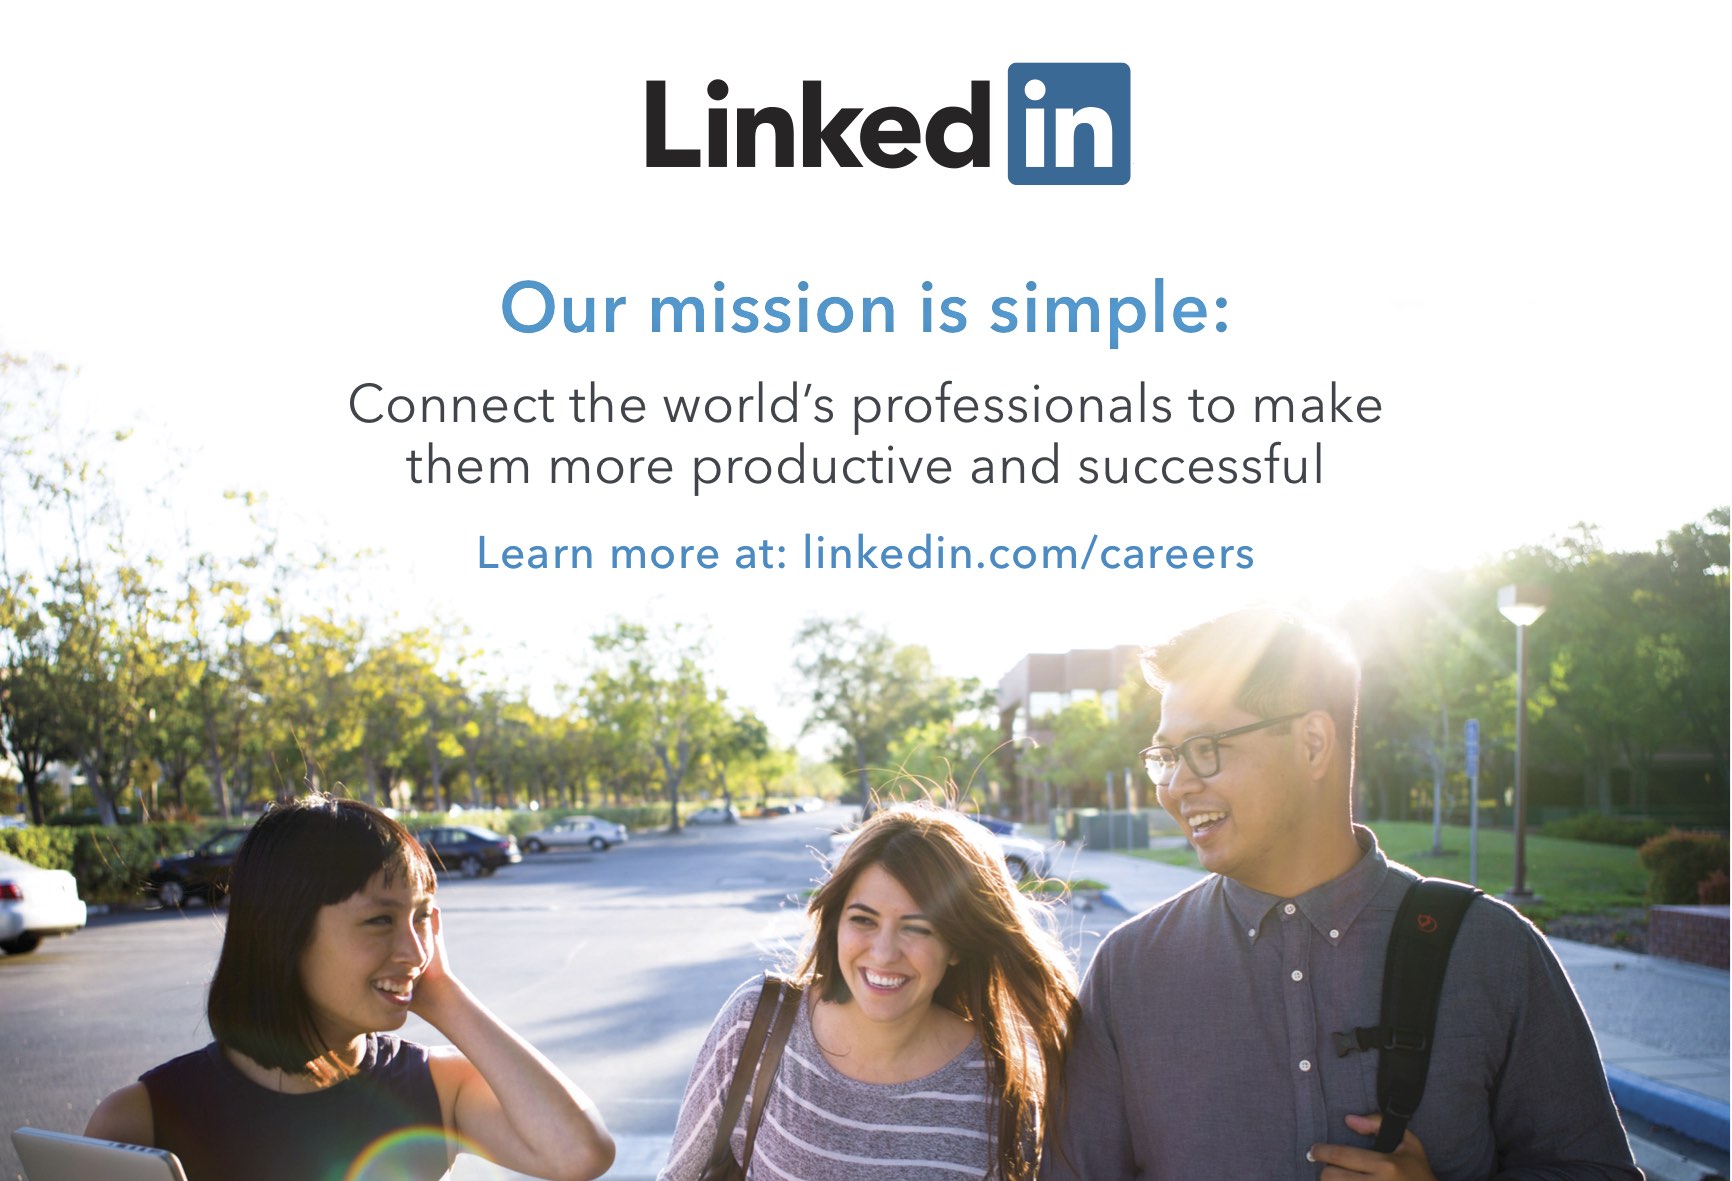 Linked in
Our mission is simple:
Connect the world’s professionals to make
them more productive and successful
Learn more at: linkedin.com/careers